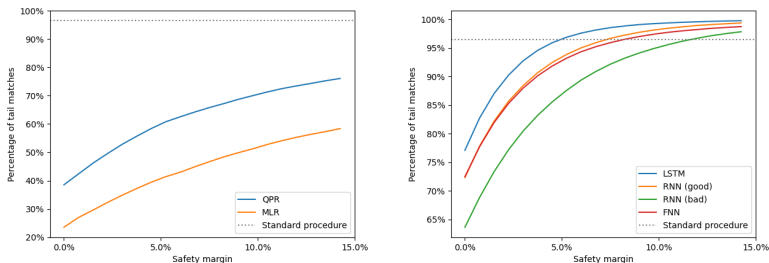 100%
90%
80%
70%
60%
50%
40%
30%
20%
Percentage of tail matches
0.0%
5.0%
10.0%
15.0%
Safety margin
QPR
MLR
Standard procedure
100%
95%
90%
85%
80%
75%
70%
65%
Percentage of tail matches
0.0%
5.0%
10.0%
15.0%
Safety margin
LSTM
RNN (good)
RNN (bad)
FNN
Standard procedure